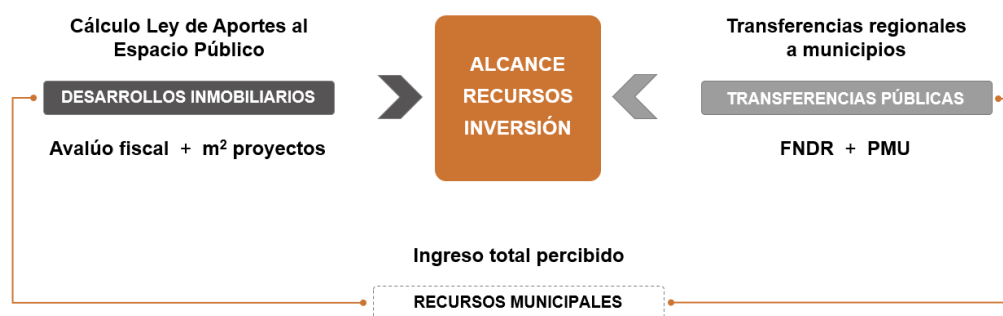 Cálculo Ley de Aportes al
Espacio Público
DESARROLLOS INMOBILIARIOS
Avalúo fiscal + m² proyectos
ALCANCE
RECURSOS
INVERSIÓN
Transferencias regionales
a municipios
TRANSFERENCIAS PÚBLICAS
FNDR + PMU
Ingreso total percibido
RECURSOS MUNICIPALES